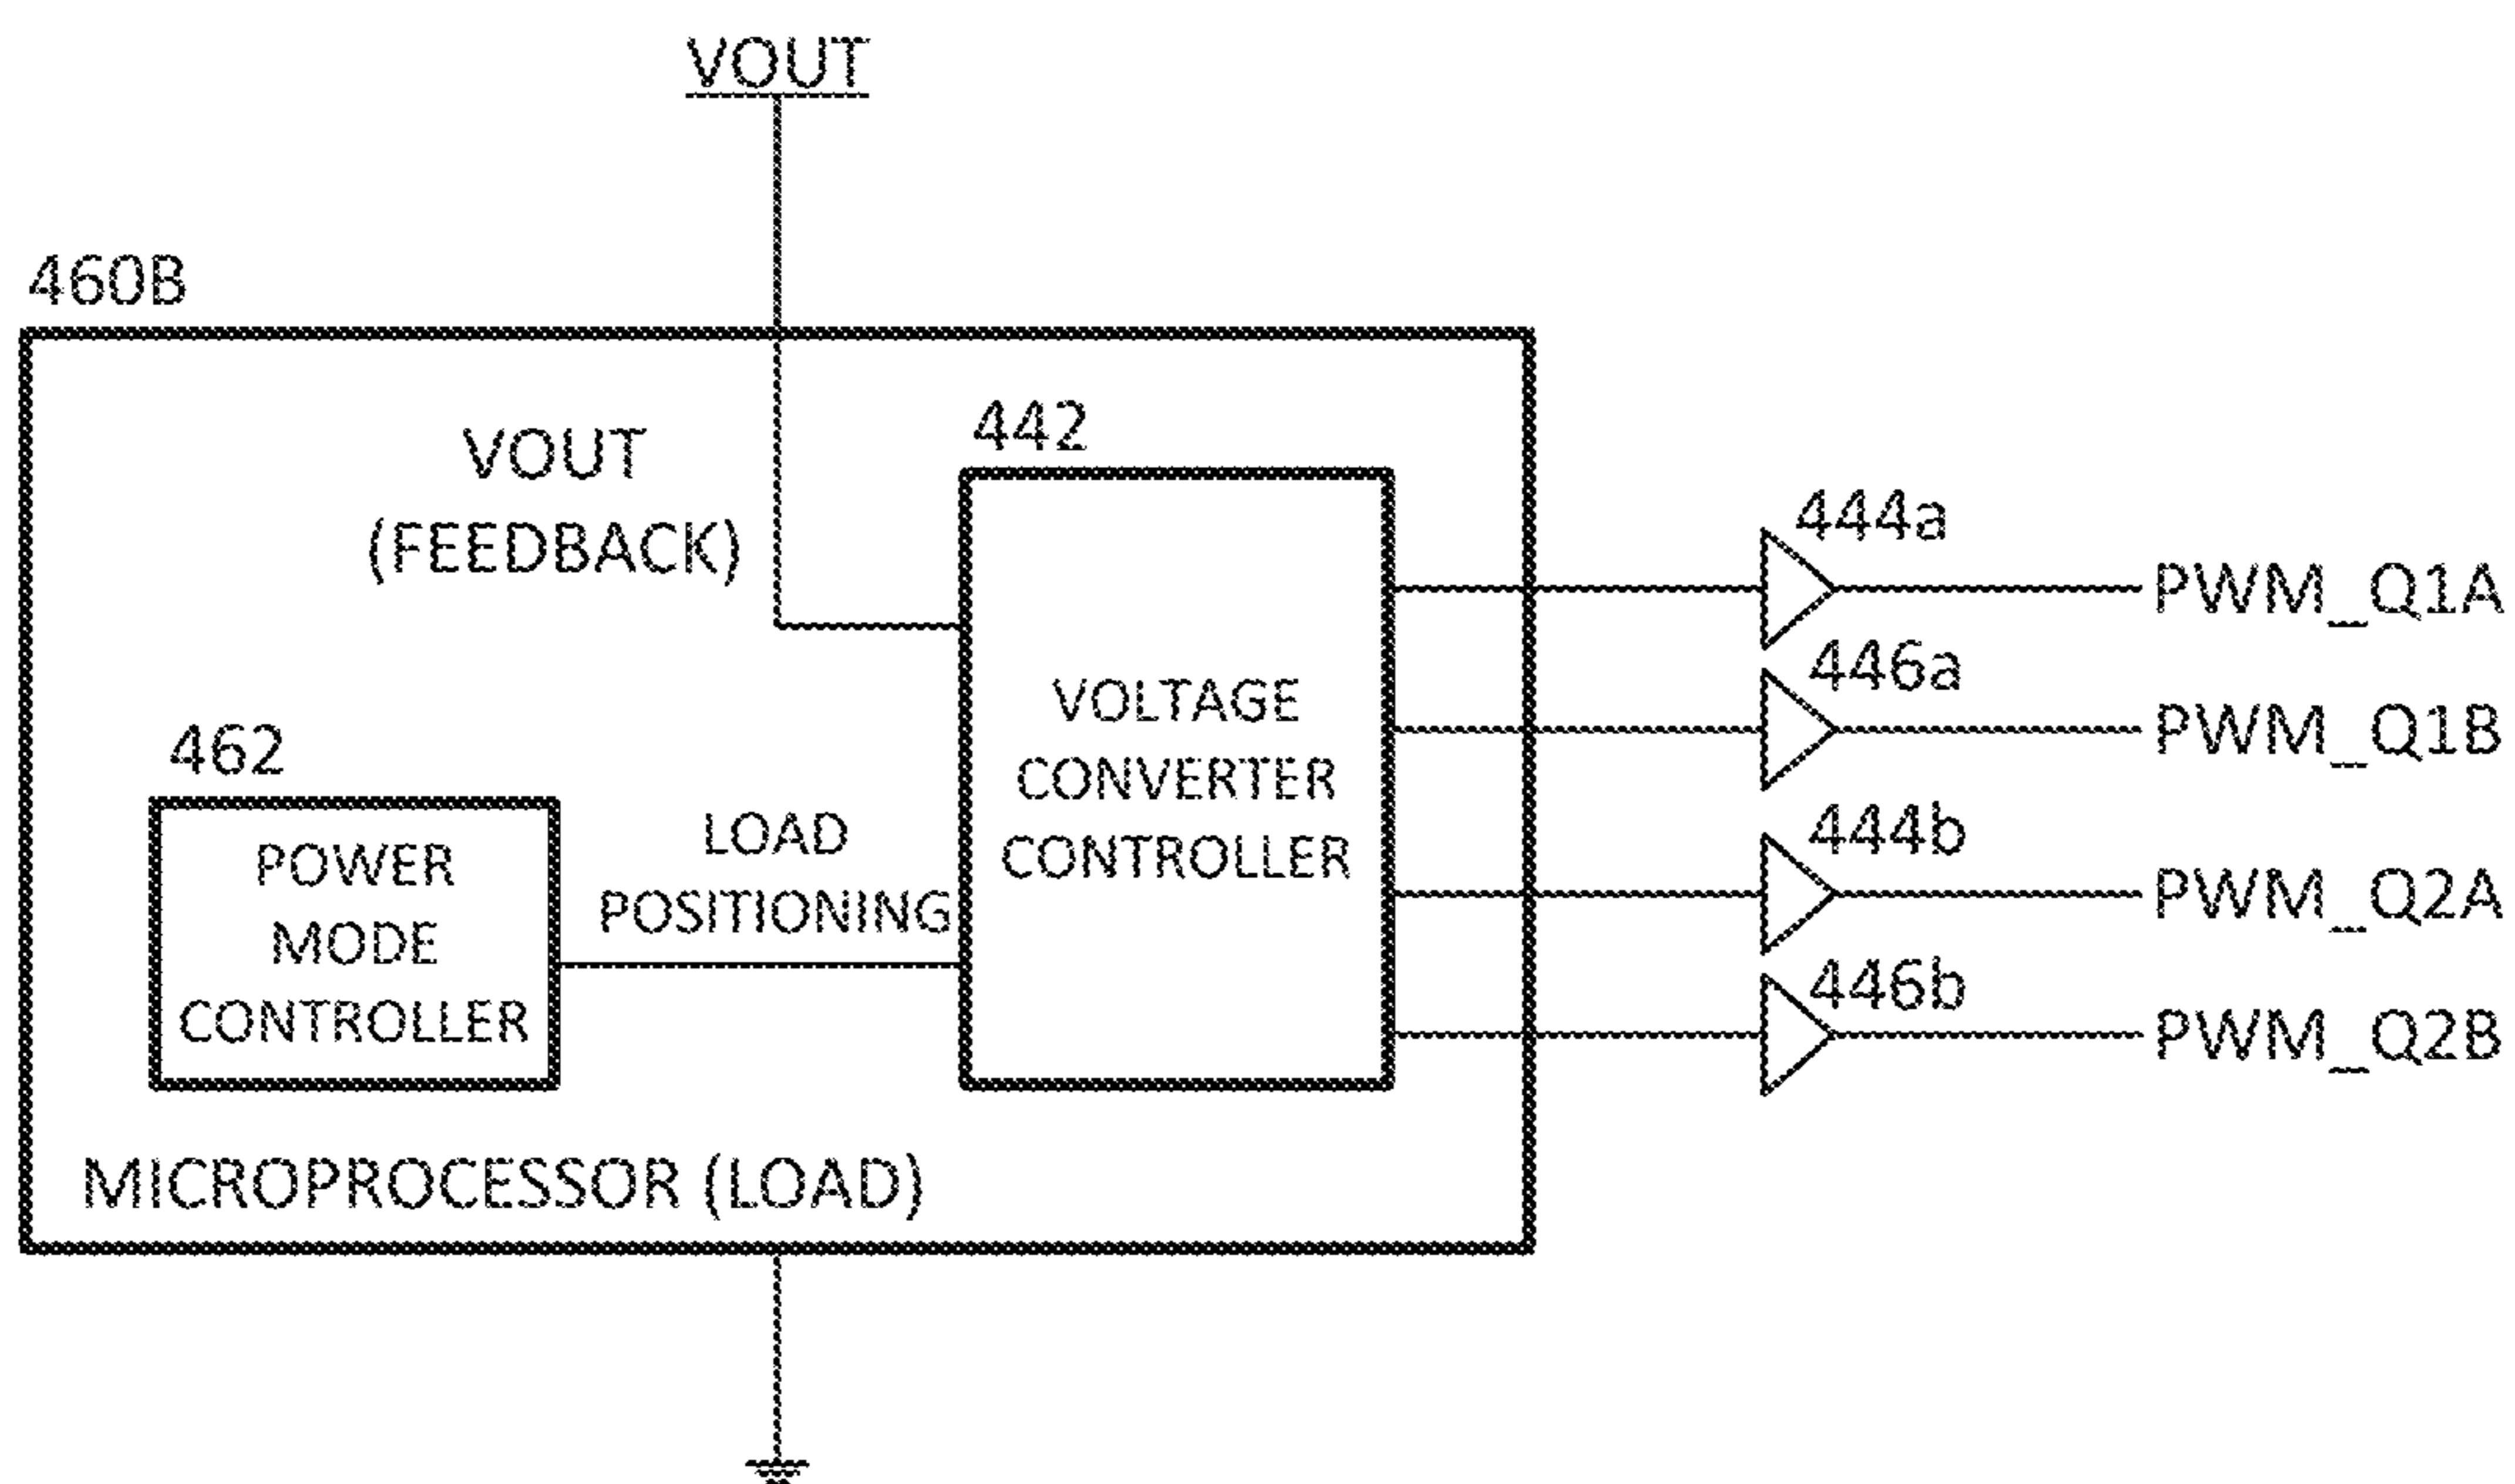 VOUT
460B
VOUT
(FEEDBACK)
442
444a
PWM_Q1A
446a
PWM_Q1B
462
VOLTAGE
CONVERTER
CONTROLLER
POWER
MODE
CONTROLLER
LOAD
POSITIONING
444b
PWM_Q2A
446b
PWM_Q2B
MICROPROCESSOR (LOAD)